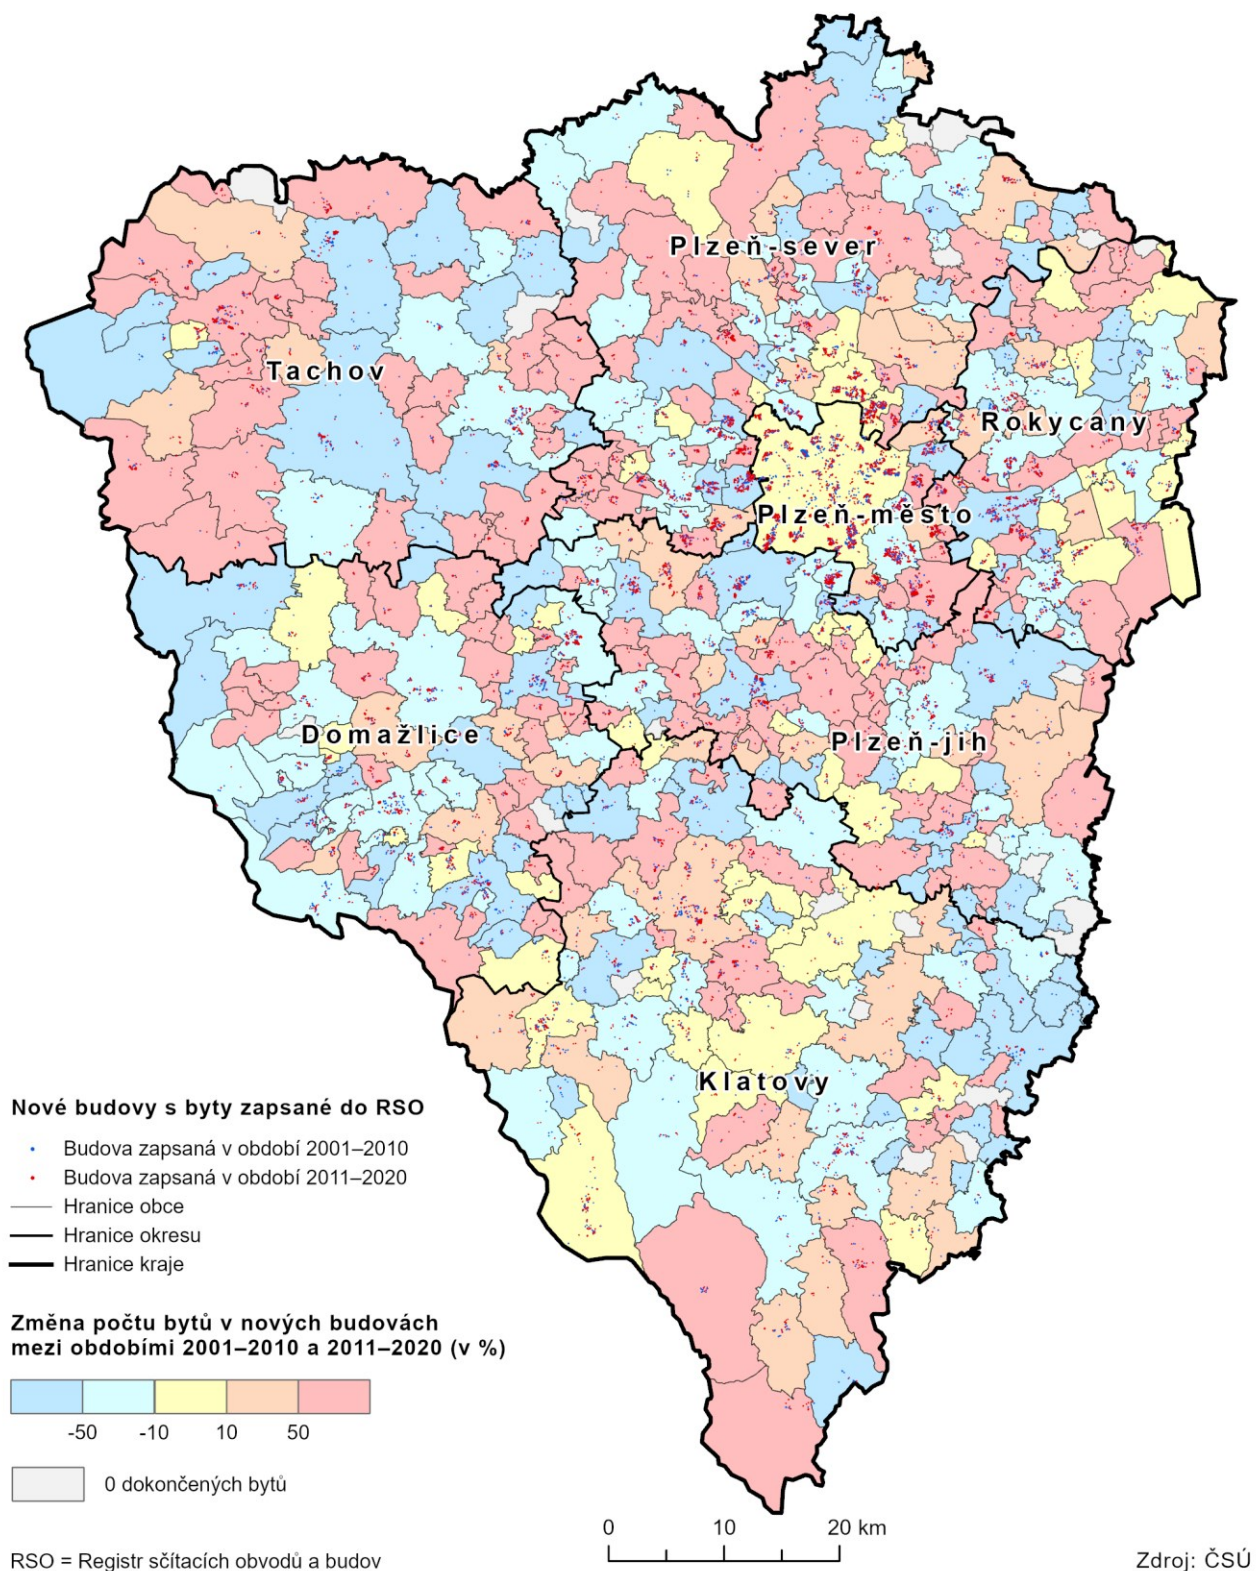 Plzeň-sever
Tachov
Rokycany
Plzeň-město
Domažlice
Plzeň-jih
Klatovy
Nové budovy s byty zapsané do RSO
Budova zapsaná v období 2001–2010
Budova zapsaná v období 2011–2020
Hranice obce
Hranice okresu
Hranice kraje
Změna počtu bytů v nových budovách
mezi obdobími 2001–2010 a 2011–2020 (v %)
-50 -10 10 50
0 dokončených bytů
0 10 20 km
RSO = Registr sčítacích obvodů a budov
Zdroj: ČSÚ